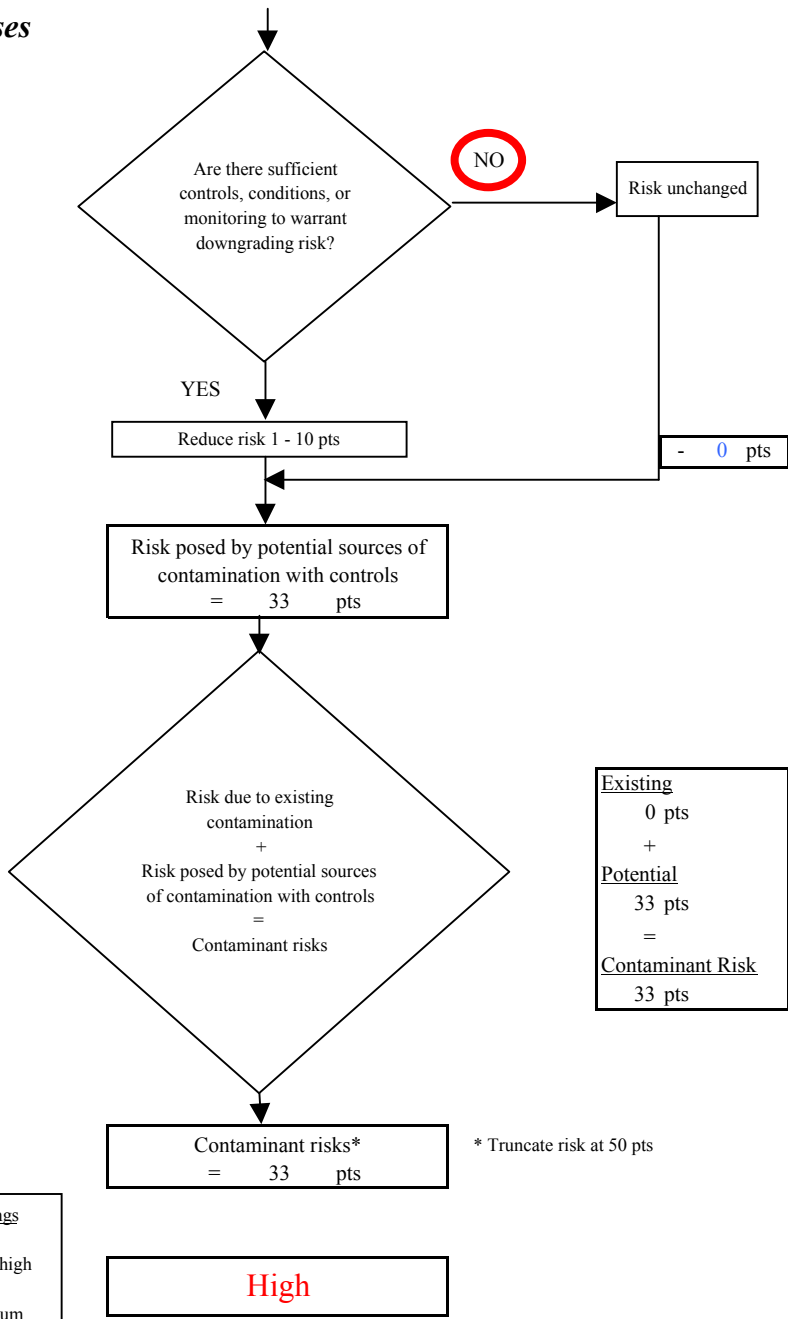 Are there sufficient
controls, conditions, or
monitoring to warrant
downgrading risk?
NO
Risk unchanged
YES
Reduce risk 1 - 10 pts
- 0 pts
Risk posed by potential sources of
contamination with controls
= 33 pts
Risk due to existing
contamination
+
Risk posed by potential sources
of contamination with controls
=
Contaminant risks
Existing
0 pts
+
Potential
33 pts
=
Contaminant Risk
33 pts
Contaminant risks*
= 33 pts
* Truncate risk at 50 pts
high
High